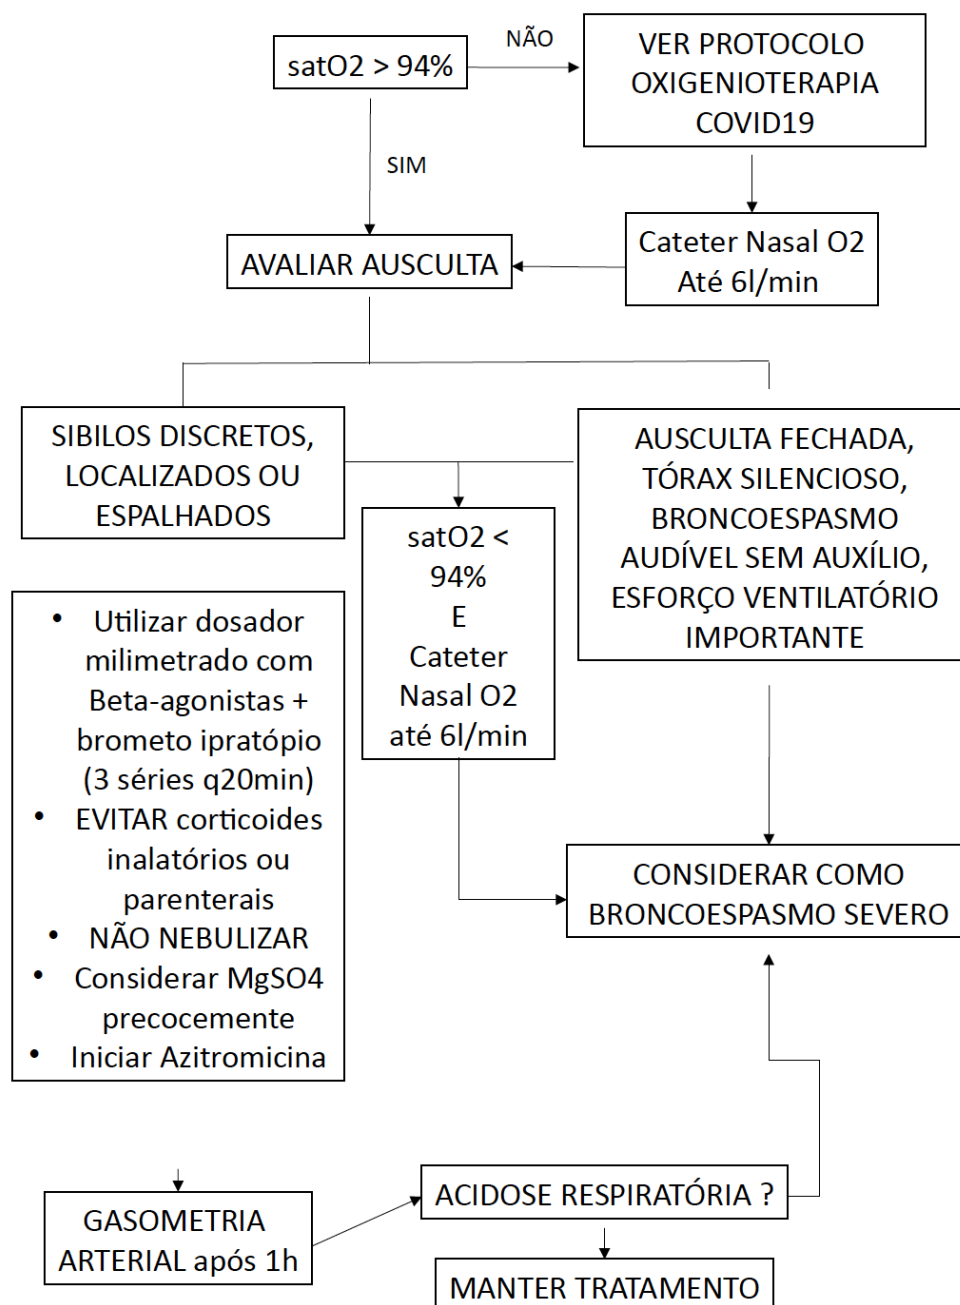 satO2 > 94%
NÃO
VER PROTOCOLO
OXIGENIOTERAPIA
COVID19
SIM
AVALIAR AUSCULTA
Cateter Nasal O2
Até 6l/min
SIBILOS DISCRETOS,
LOCALIZADOS OU
ESPALHADOS
AUSCULTA FECHADA,
TÓRAX SILENCIOSO,
BRONCOESPASMO
AUDÍVEL SEM AUXÍLIO,
ESFORÇO VENTILATÓRIO
IMPORTANTE
satO2 <
94%
E
Cateter
Nasal O2
até 6l/min
• Utilizar dosador
milimetrado com
Beta-agonistas +
brometo ipratópio
(3 séries q20min)
• EVITAR corticoides
inalatórios ou
parenterais
• NÃO NEBULIZAR
• Considerar MgSO4
precocemente
• Iniciar Azitromicina
CONSIDERAR COMO
BRONCOESPASMO SEVERO
GASOMETRIA
ARTERIAL após 1h
ACIDOSE RESPIRATÓRIA ?
MANTER TRATAMENTO